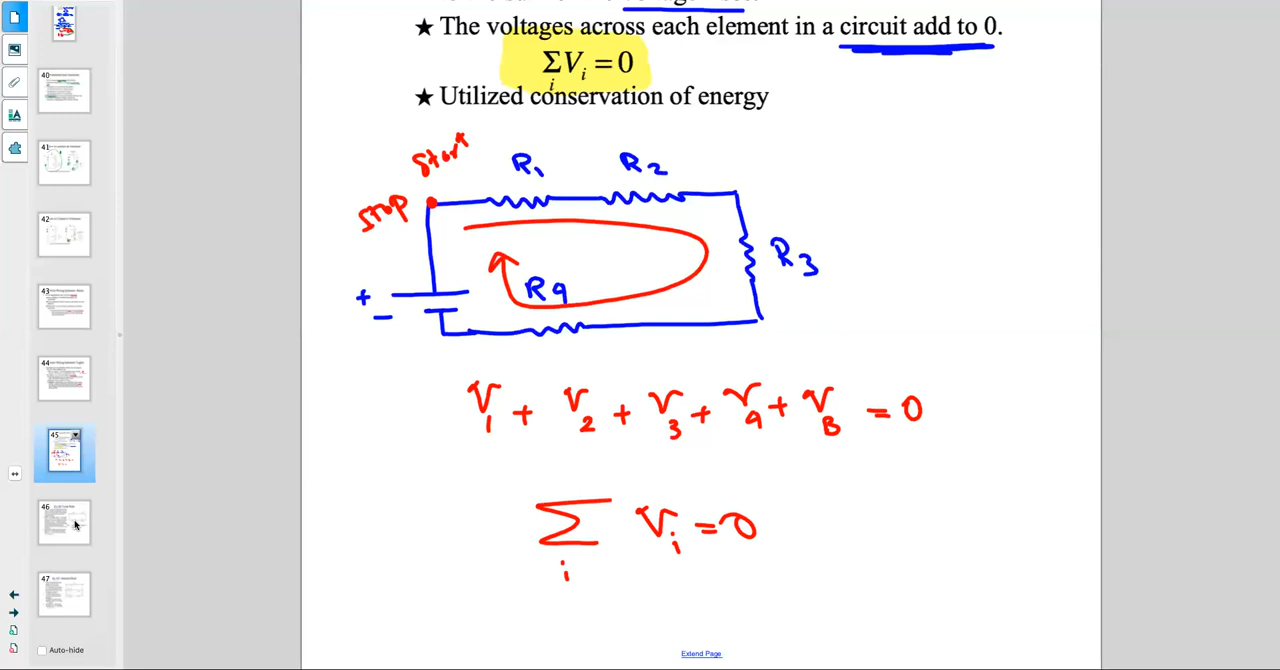 ★ The voltages across each element in a circuit add to 0.
Σ V_i = 0
i
★ Utilized conservation of energy
Start
Stop
R1
R2
R3
R4
+
−
V1 + V2 + V3 + V4 + VB = 0
Σ Vi = 0
i
40
41
42
43
44
45
46
47
Auto-hide
Extend Page